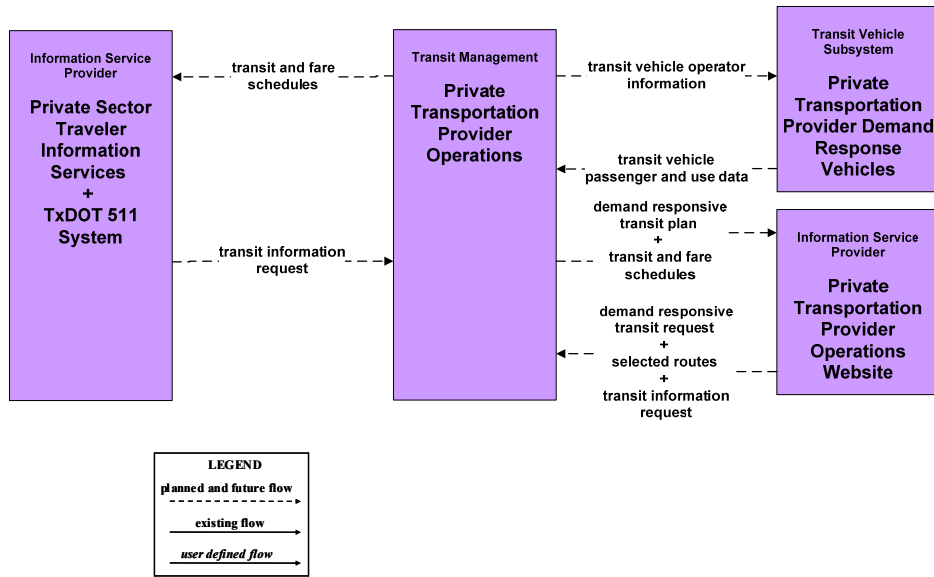 Information Service
Provider
Private Sector
Traveler
Information
Services
+
TxDOT 511
System
transit and fare
schedules
transit information
request
Transit Management
Private
Transportation
Provider
Operations
transit vehicle operator
information
transit vehicle
passenger and use data
demand responsive
transit plan
+
transit and fare
schedules
demand responsive
transit request
+
selected routes
+
transit information
request
Transit Vehicle
Subsystem
Private
Transportation
Provider Demand
Response
Vehicles
Information Service
Provider
Private
Transportation
Provider
Operations
Website
LEGEND
planned and future flow
existing flow
user defined flow